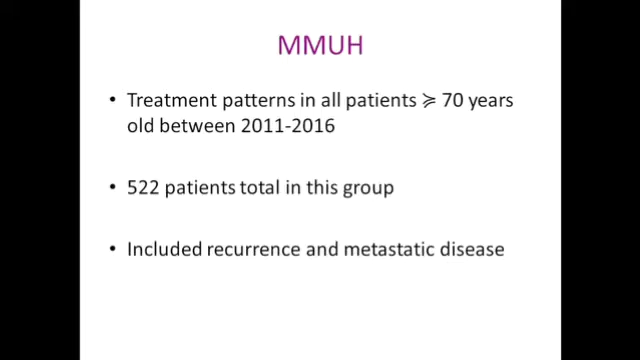 MMUH
• Treatment patterns in all patients ≽ 70 years
old between 2011-2016
• 522 patients total in this group
• Included recurrence and metastatic disease